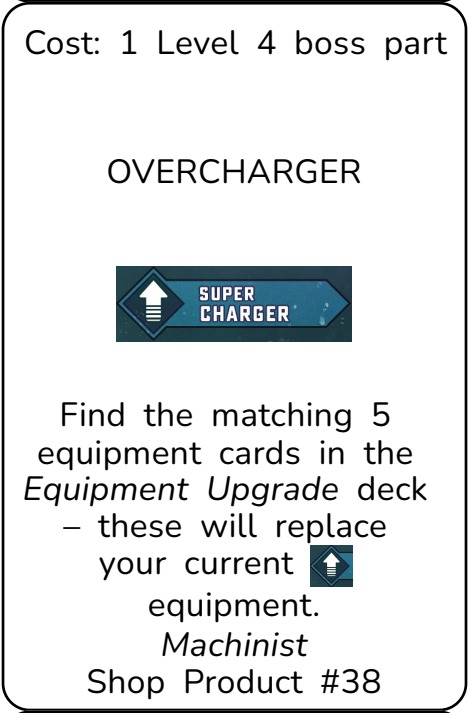 Cost: 1 Level 4 boss part
OVERCHARGER
SUPER
CHARGER
Find the matching 5
equipment cards in the
Equipment Upgrade deck
– these will replace
your current
equipment.
Machinist
Shop Product #38